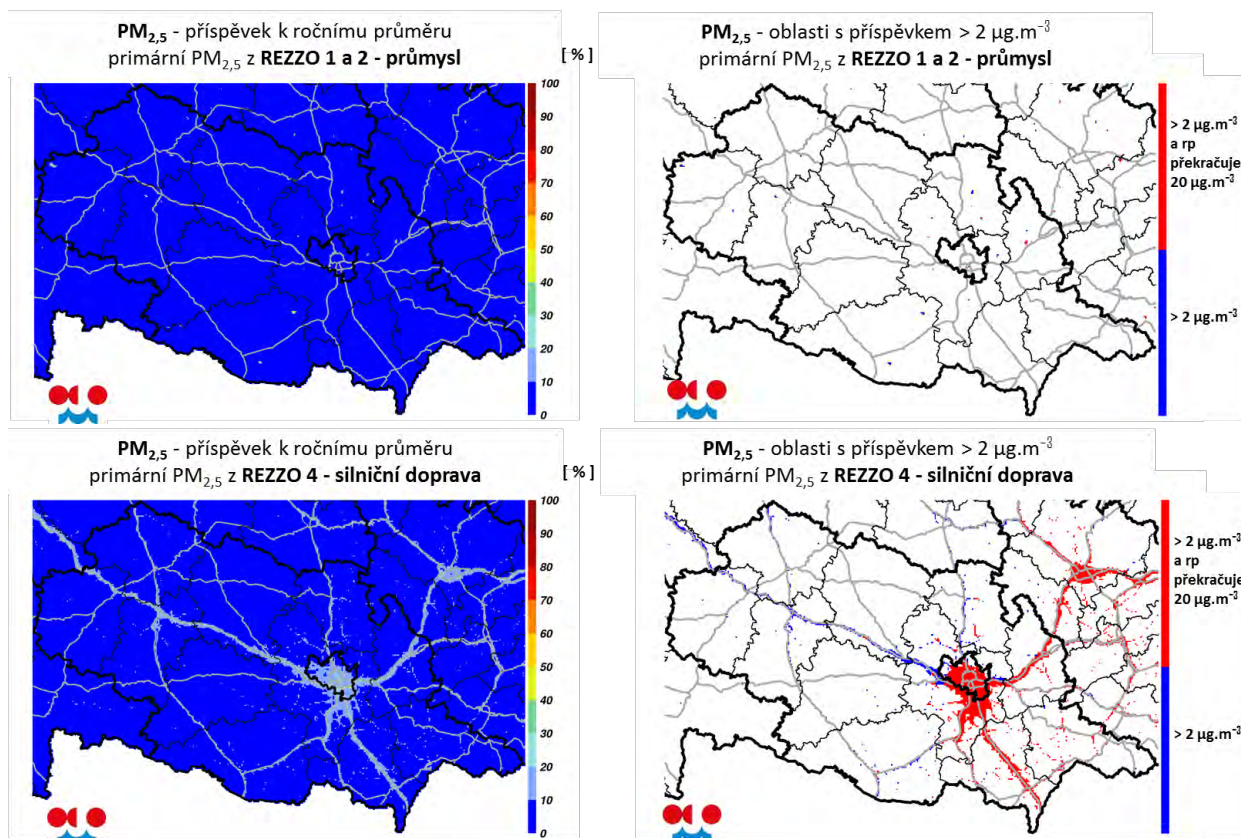 PM2,5 - příspěvek k ročnímu průměru
primární PM2,5 z REZZO 1 a 2 - průmysl
[ % ]
100
90
80
70
60
50
40
30
20
10
0
PM2,5 - oblasti s příspěvkem > 2 µg.m⁻³
primární PM2,5 z REZZO 1 a 2 - průmysl
> 2 µg.m⁻³
a rp
překračuje
20 µg.m⁻³
> 2 µg.m⁻³
PM2,5 - příspěvek k ročnímu průměru
primární PM2,5 z REZZO 4 - silniční doprava
[ % ]
100
90
80
70
60
50
40
30
20
10
0
PM2,5 - oblasti s příspěvkem > 2 µg.m⁻³
primární PM2,5 z REZZO 4 - silniční doprava
> 2 µg.m⁻³
a rp
překračuje
20 µg.m⁻³
> 2 µg.m⁻³